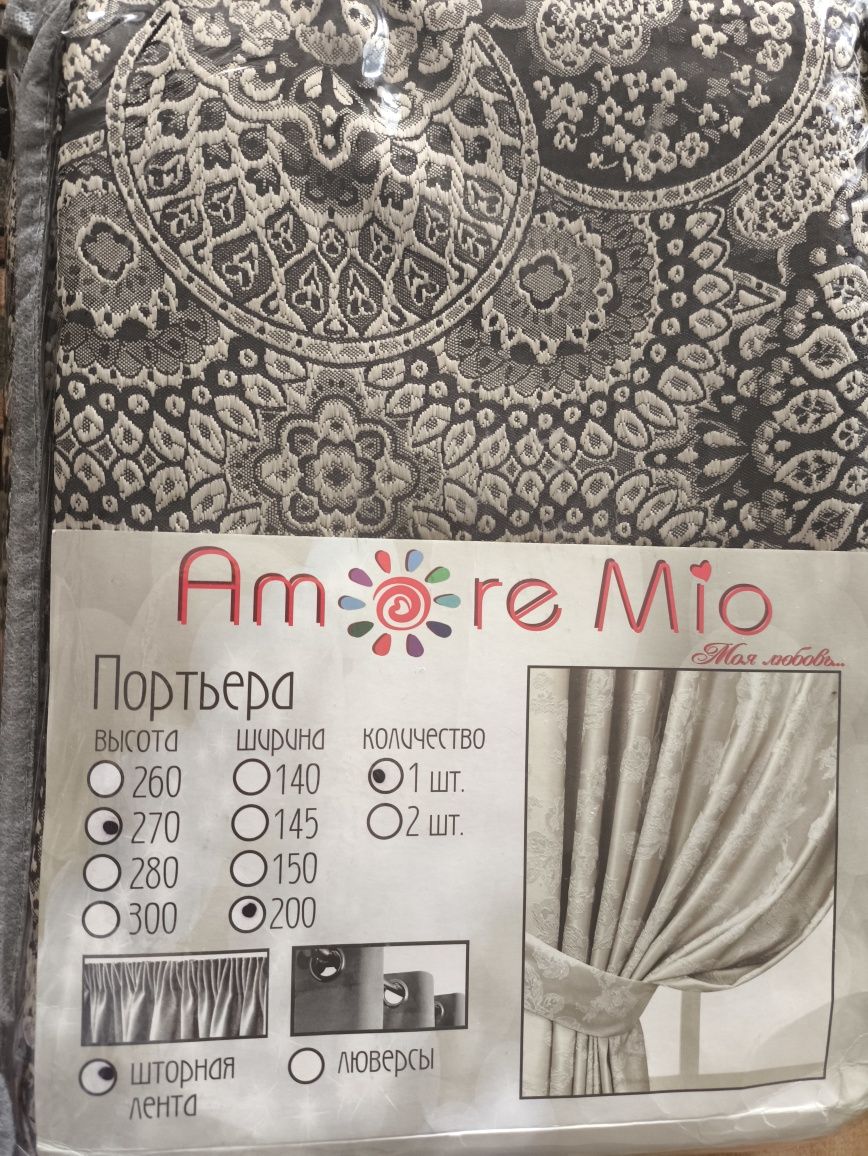 Amore Mio
Моя любовь...
Портьера
высота ширина количество
260 140 1 шт.
270 145 2 шт.
280 150
300 200
шторная лента
люверсы